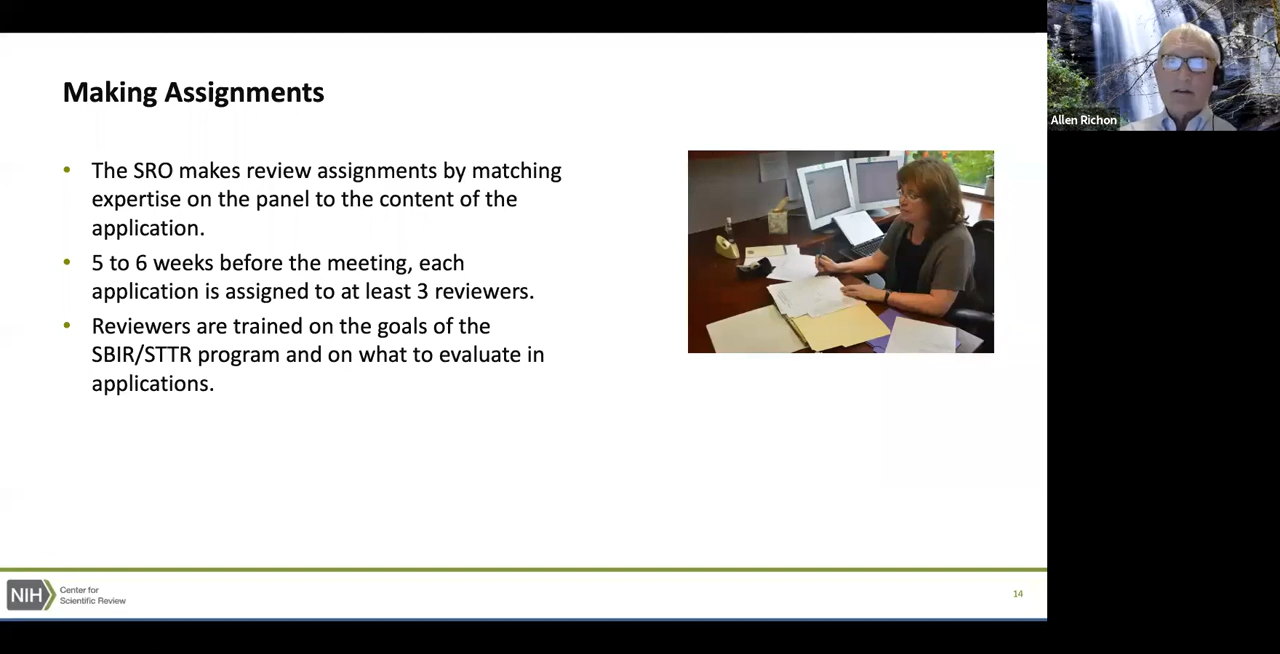 Making Assignments
• The SRO makes review assignments by matching
expertise on the panel to the content of the
application.
• 5 to 6 weeks before the meeting, each
application is assigned to at least 3 reviewers.
• Reviewers are trained on the goals of the
SBIR/STTR program and on what to evaluate in
applications.
Allen Richon
NIH
Center for
Scientific Review
14